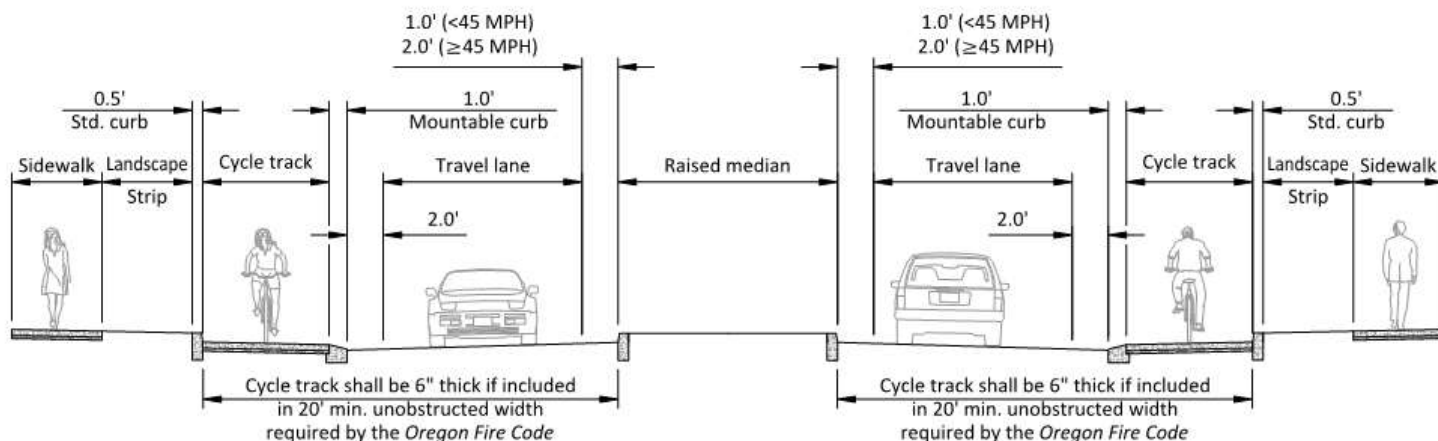 1.0' (<45 MPH)
2.0' (≥45 MPH)
1.0' (<45 MPH)
2.0' (≥45 MPH)
0.5'
Std. curb
1.0'
Mountable curb
1.0'
Mountable curb
0.5'
Std. curb
Sidewalk
Landscape
Strip
Cycle track
Travel lane
Raised median
Travel lane
Cycle track
Landscape
Strip
Sidewalk
2.0'
2.0'
Cycle track shall be 6" thick if included
in 20' min. unobstructed width
required by the Oregon Fire Code
Cycle track shall be 6" thick if included
in 20' min. unobstructed width
required by the Oregon Fire Code